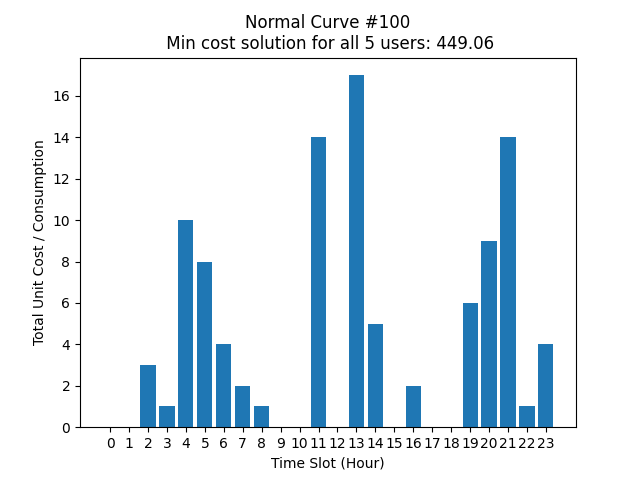 Normal Curve #100
Min cost solution for all 5 users: 449.06
Total Unit Cost / Consumption
16
14
12
10
8
6
4
2
0
0 1 2 3 4 5 6 7 8 9 10 11 12 13 14 15 16 17 18 19 20 21 22 23
Time Slot (Hour)